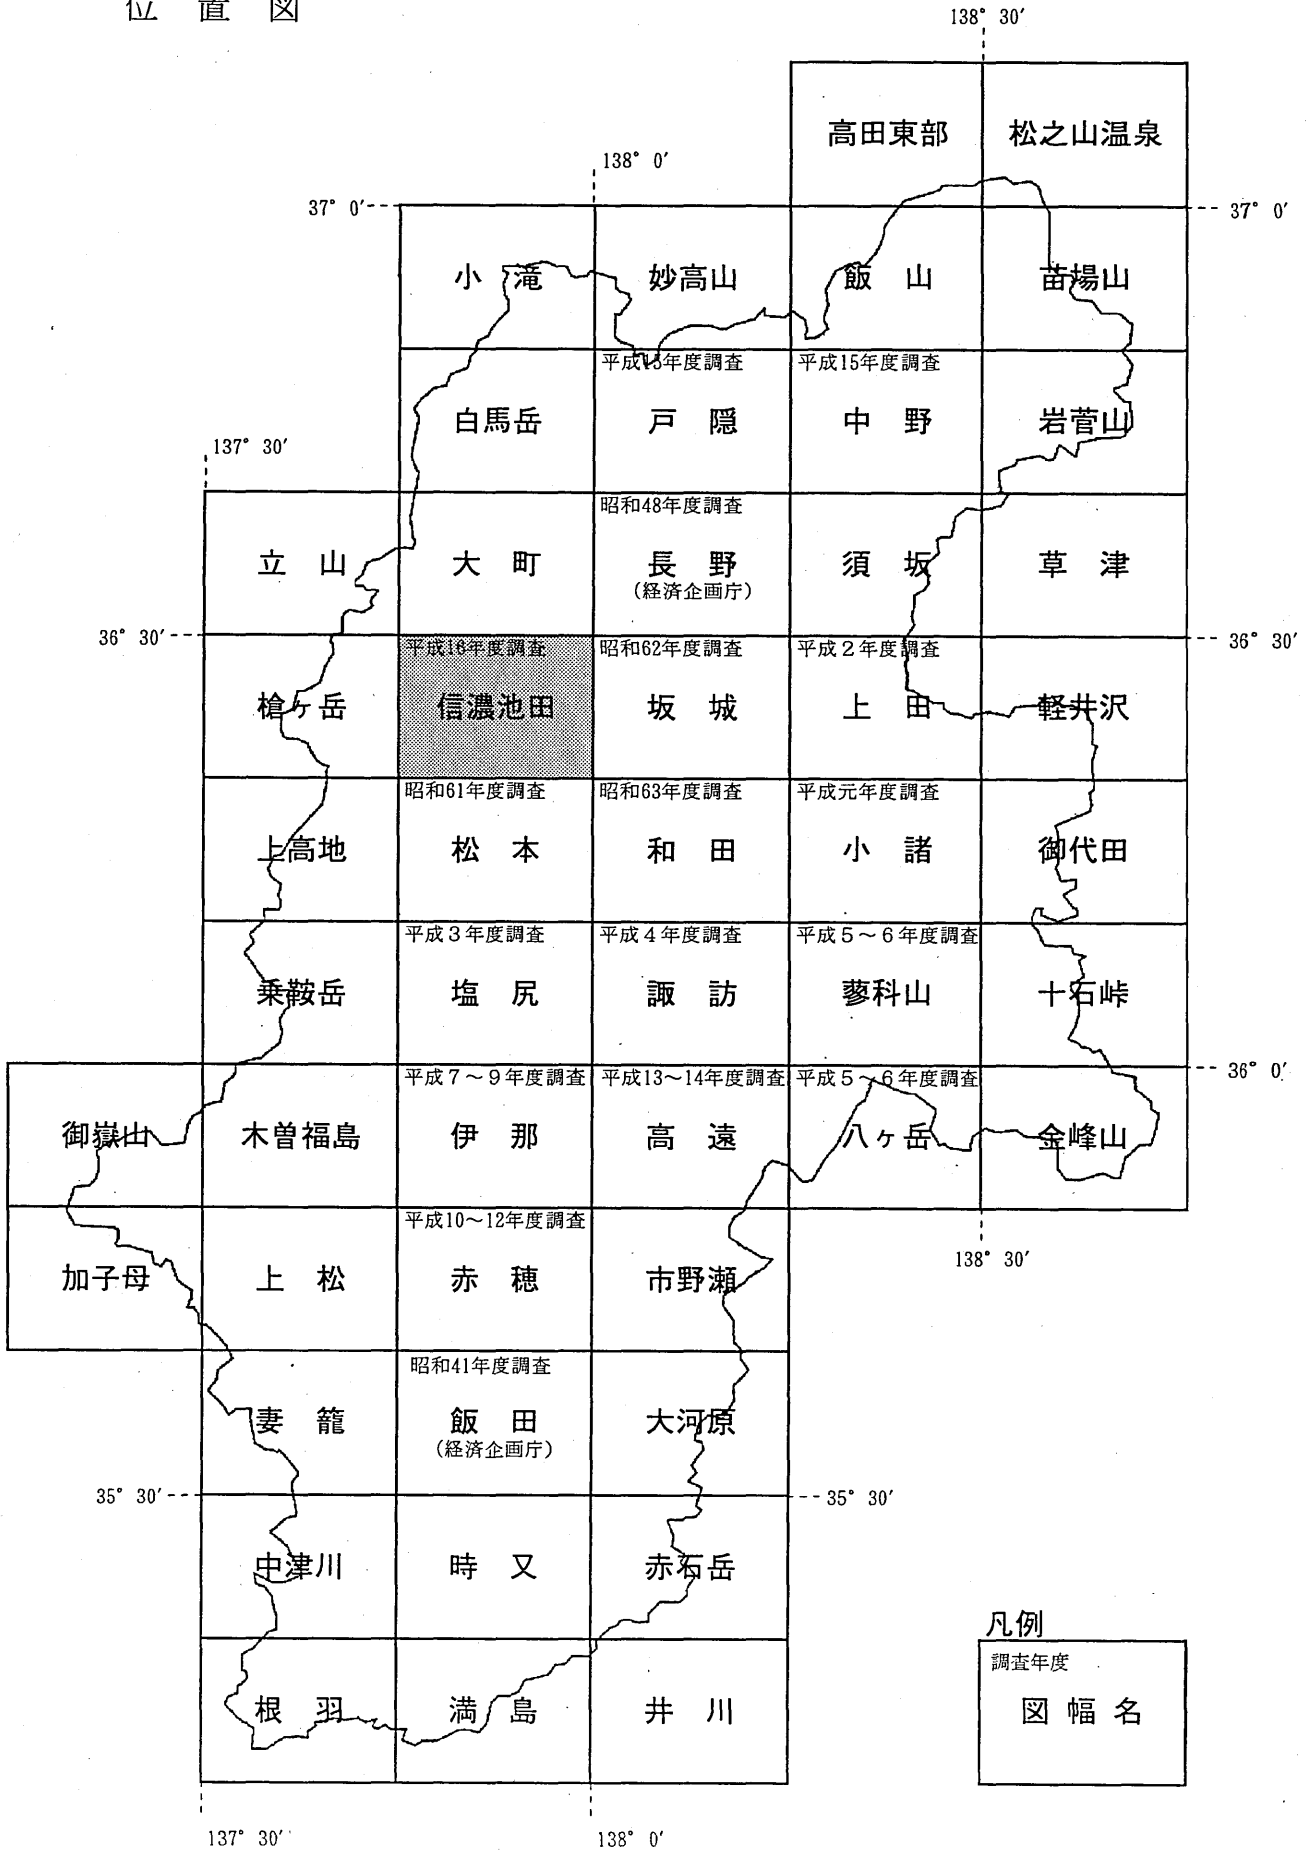 位置図
138° 30′
高田東部 松之山温泉
138° 0′
37° 0′ 37° 0′
小滝 妙高山 飯山 苗場山
平成15年度調査 平成15年度調査
白馬岳 戸隠 中野 岩菅山
137° 30′
昭和48年度調査
立山 大町 長野 須坂 草津
(経済企画庁)
36° 30′ 36° 30′
平成16年度調査 昭和62年度調査 平成2年度調査
槍ヶ岳 信濃池田 坂城 上田 軽井沢
昭和61年度調査 昭和63年度調査 平成元年度調査
上高地 松本 和田 小諸 御代田
平成3年度調査 平成4年度調査 平成5~6年度調査
乗鞍岳 塩尻 諏訪 蓼科山 十石峠
36° 0′
平成7~9年度調査 平成13~14年度調査 平成5~6年度調査
御嶽山 木曽福島 伊那 高遠 八ヶ岳 金峰山
平成10~12年度調査
138° 30′
加子母 上松 赤穂 市野瀬
昭和41年度調査
妻籠 飯田 大河原
(経済企画庁)
35° 30′ 35° 30′
中津川 時又 赤石岳
凡例
調査年度
図幅名
根羽 満島 井川
137° 30′ 138° 0′